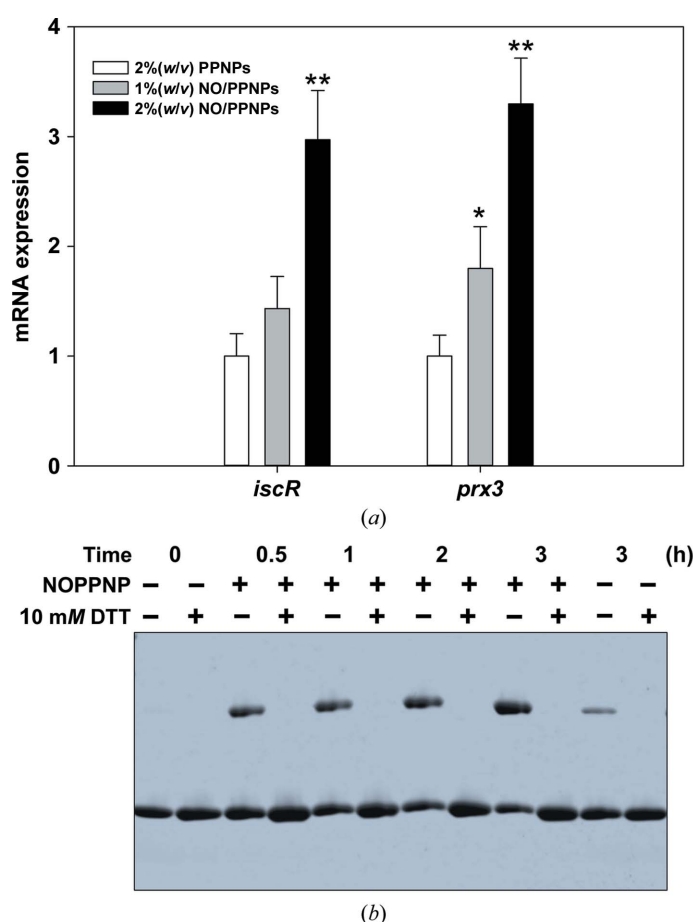 4
3
2
1
0
mRNA expression
2%(w/v) PPNPs
1%(w/v) NO/PPNPs
2%(w/v) NO/PPNPs
**
*
**
iscR prx3
(a)
Time 0 0.5 1 2 3 3 (h)
NOPPNP – – + + + + + + + + – –
10 mM DTT – + – + – + – + – + – +
(b)